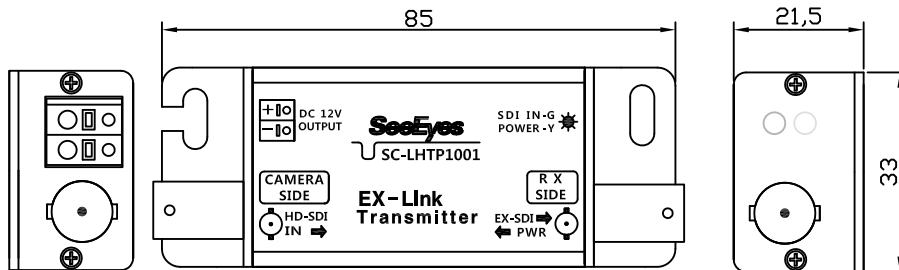 85
21,5
DC 12V
OUTPUT
SeeEyes
SC-LHTP1001
SDI IN-G
POWER-Y
CAMERA
SIDE
R X
SIDE
EX-LInk
Transmitter
HD-SDI
IN
EX-SDI
PWR
33